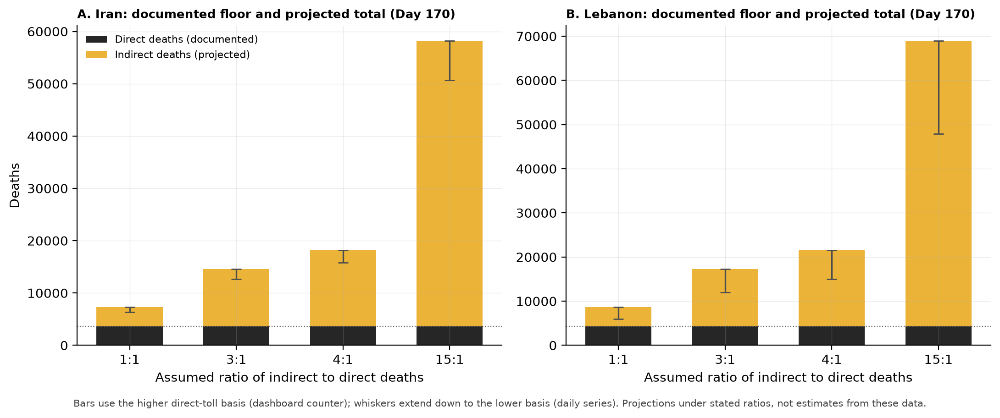 A. Iran: documented floor and projected total (Day 170)
Direct deaths (documented)
Indirect deaths (projected)
60000
50000
40000
30000
20000
10000
0
Deaths
1:1
3:1
4:1
15:1
Assumed ratio of indirect to direct deaths
B. Lebanon: documented floor and projected total (Day 170)
70000
60000
50000
40000
30000
20000
10000
0
1:1
3:1
4:1
15:1
Assumed ratio of indirect to direct deaths
Bars use the higher direct-toll basis (dashboard counter); whiskers extend down to the lower basis (daily series). Projections under stated ratios, not estimates from these data.